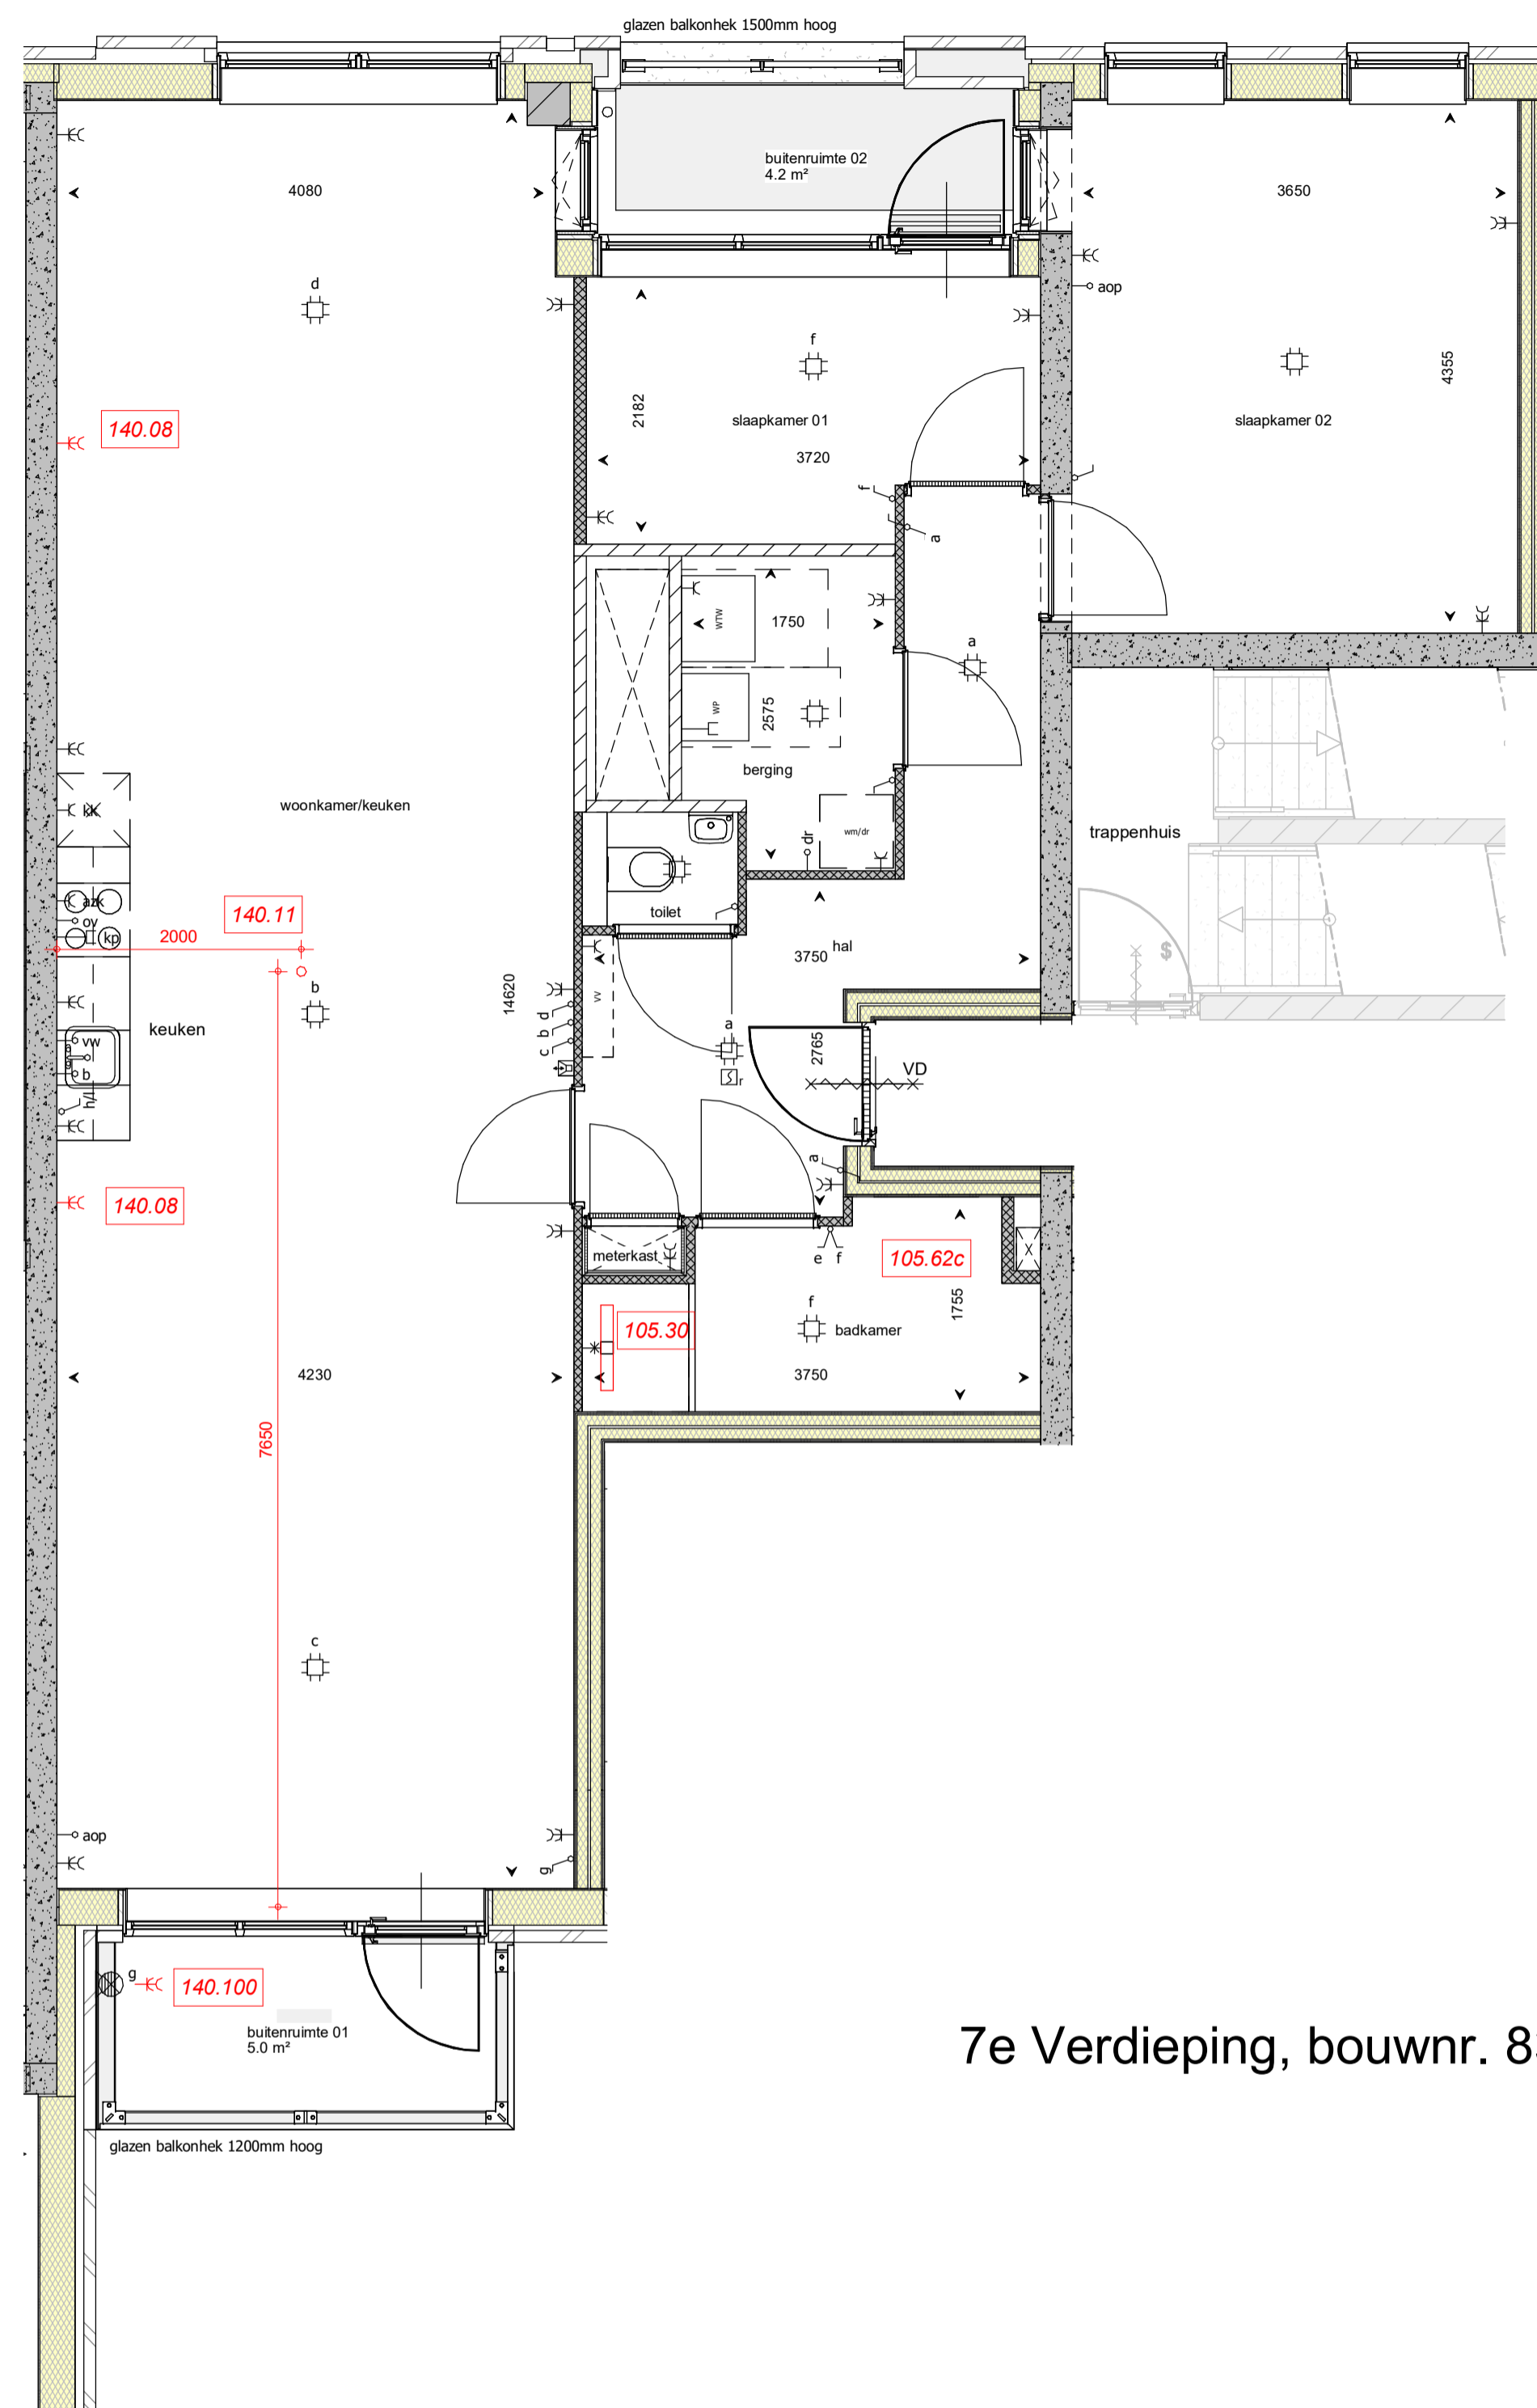 glazen balkonhek 1500mm hoog
buitenruimte 02
4.2 m²
4080
3650
d
aop
f
2182
4355
140.08
slaapkamer 01
slaapkamer 02
3720
f
a
WTW
1750
a
WP
2575
berging
woonkamer/keuken
kk
wm/dr
dr
trappenhuis
azk
ov
kp
140.11
toilet
2000
hal
3750
$
b
14620
vv
keuken
d
b
c
a
2765
r
VD
vw
b
h/l
a
140.08
meterkast
e f
105.62c
f
105.30
badkamer
1755
4230
3750
7650
c
aop
g
g
140.100
buitenruimte 01
5.0 m²
7e Verdieping, bouwnr.
glazen balkonhek 1200mm hoog